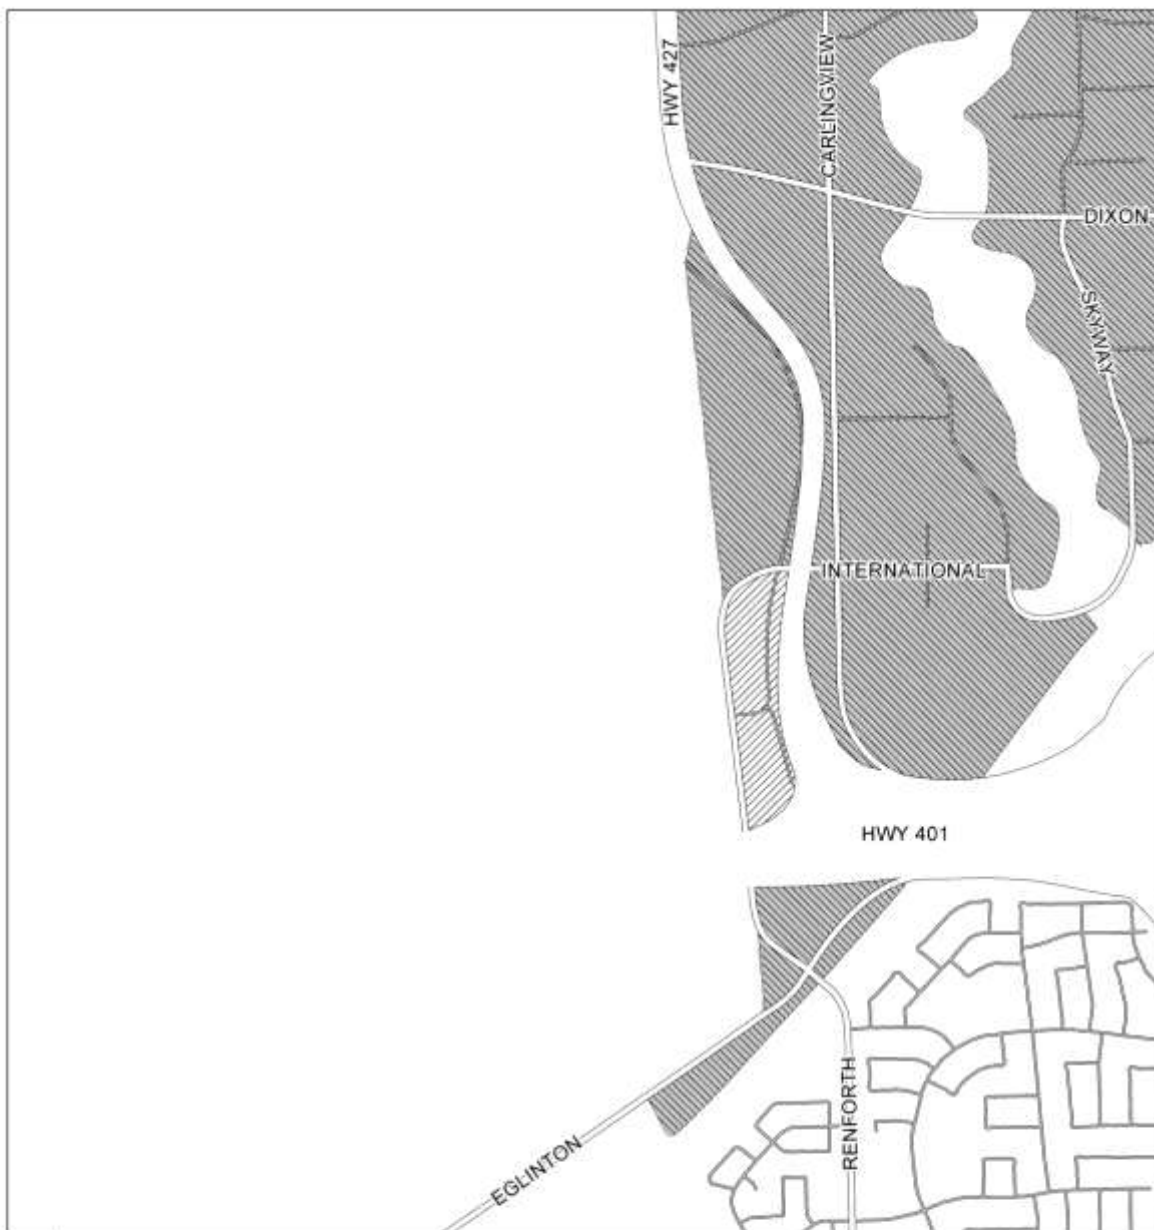 HWY 427
CARLINGVIEW
DIXON
SKYWAY
INTERNATIONAL
HWY 401
RENFORTH
EGLINTON